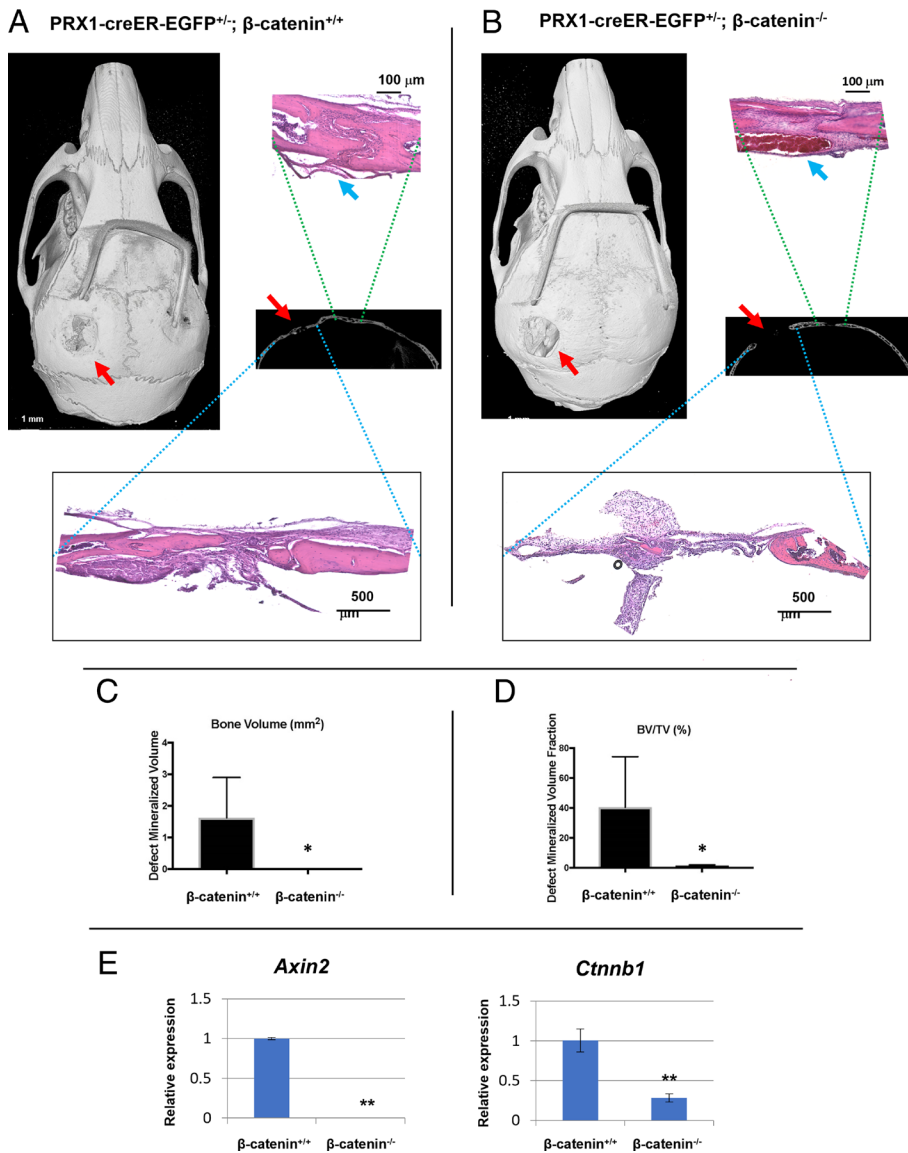 A PRX1-creER-EGFP+/-; β-catenin+/+
100 μm
1 mm
500
μm
B PRX1-creER-EGFP+/-; β-catenin-/-
100 μm
1 mm
500
μm
C
Bone Volume (mm²)
Defect Mineralized Volume
4
3
2
1
0
*
β-catenin+/+ β-catenin-/-
D
BV/TV (%)
Defect Mineralized Volume Fraction
80
60
40
20
0
*
β-catenin+/+ β-catenin-/-
E
Axin2
Relative expression
1.5
1
0.5
0
**
β-catenin+/+ β-catenin-/-
Ctnnb1
Relative expression
1.5
1
0.5
0
**
β-catenin+/+ β-catenin-/-